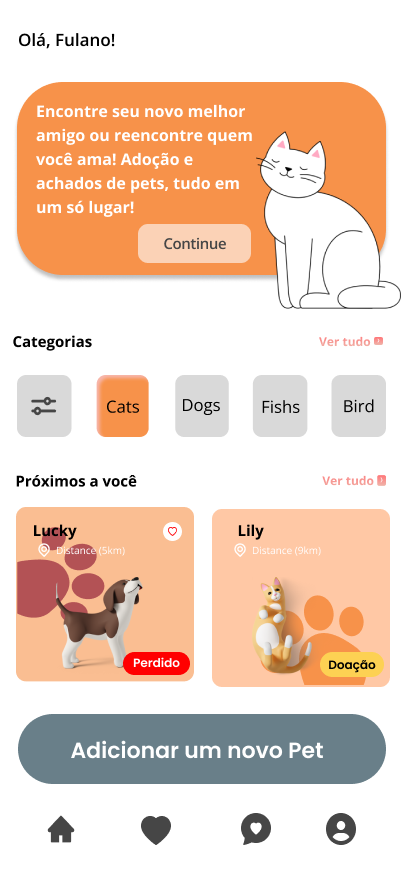 Olá, Fulano!
Encontre seu novo melhor
amigo ou reencontre quem
você ama! Adoção e
achados de pets, tudo em
um só lugar!
Continue
Categorias
Ver tudo
Cats
Dogs
Fishs
Bird
Próximos a você
Ver tudo
Lucky
Distance (5km)
Perdido
Lily
Distance (9km)
Doação
Adicionar um novo Pet